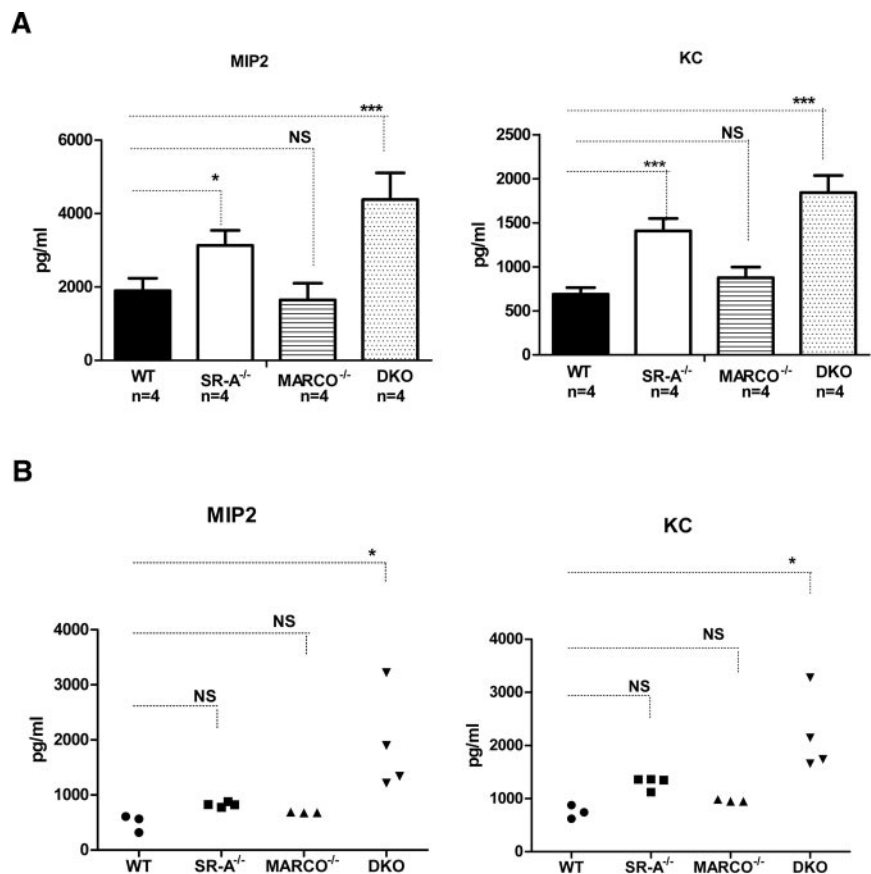 A
MIP2
***
NS
*
6000
4000
2000
0
pg/ml
WT
n=4
SR-A-/-
n=4
MARCO-/-
n=4
DKO
n=4
KC
***
NS
***
2500
2000
1500
1000
500
0
pg/ml
WT
n=4
SR-A-/-
n=4
MARCO-/-
n=4
DKO
n=4
B
MIP2
*
NS
NS
4000
3000
2000
1000
0
pg/ml
WT
SR-A-/-
MARCO-/-
DKO
KC
*
NS
NS
4000
3000
2000
1000
0
pg/ml
WT
SR-A-/-
MARCO-/-
DKO